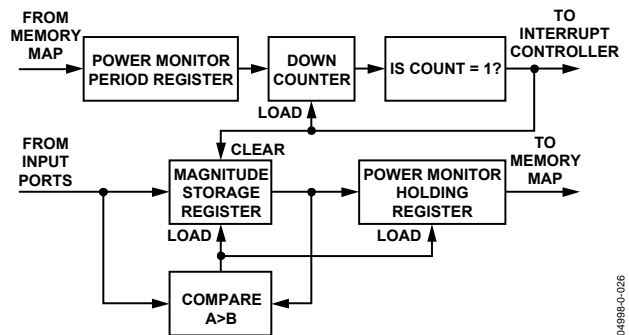 FROM
MEMORY
MAP
POWER MONITOR
PERIOD REGISTER
DOWN
COUNTER
IS COUNT = 1?
TO
INTERRUPT
CONTROLLER
LOAD
CLEAR
FROM
INPUT
PORTS
MAGNITUDE
STORAGE
REGISTER
POWER MONITOR
HOLDING
REGISTER
TO
MEMORY
MAP
LOAD
LOAD
COMPARE
A>B
04998-0-026